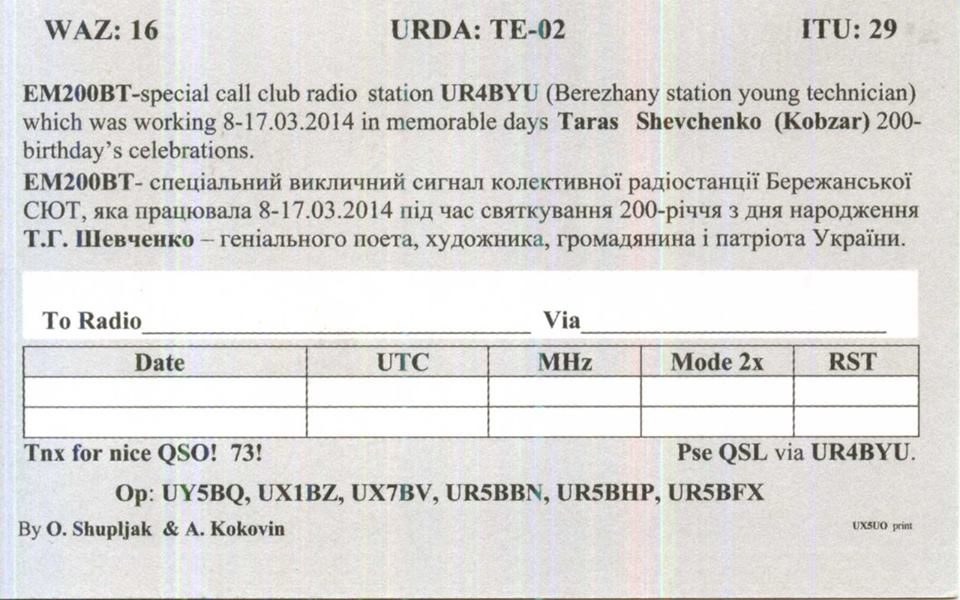 WAZ: 16 URDA: TE-02 ITU: 29
EM200BT-special call club radio station UR4BYU (Berezhany station young technician)
which was working 8-17.03.2014 in memorable days Taras Shevchenko (Kobzar) 200-
birthday's celebrations.
EM200BT- спеціальний викличний сигнал колективної радіостанції Бережанської
СЮТ, яка працювала 8-17.03.2014 під час святкування 200-річчя з дня народження
Т.Г. Шевченко – геніального поета, художника, громадянина і патріота України.
To Radio Via
Date UTC MHz Mode 2x RST
Tnx for nice QSO! 73! Pse QSL via UR4BYU.
Op: UY5BQ, UX1BZ, UX7BV, UR5BBN, UR5BHP, UR5BFX
By O. Shupljak & A. Kokovin UX5UO print